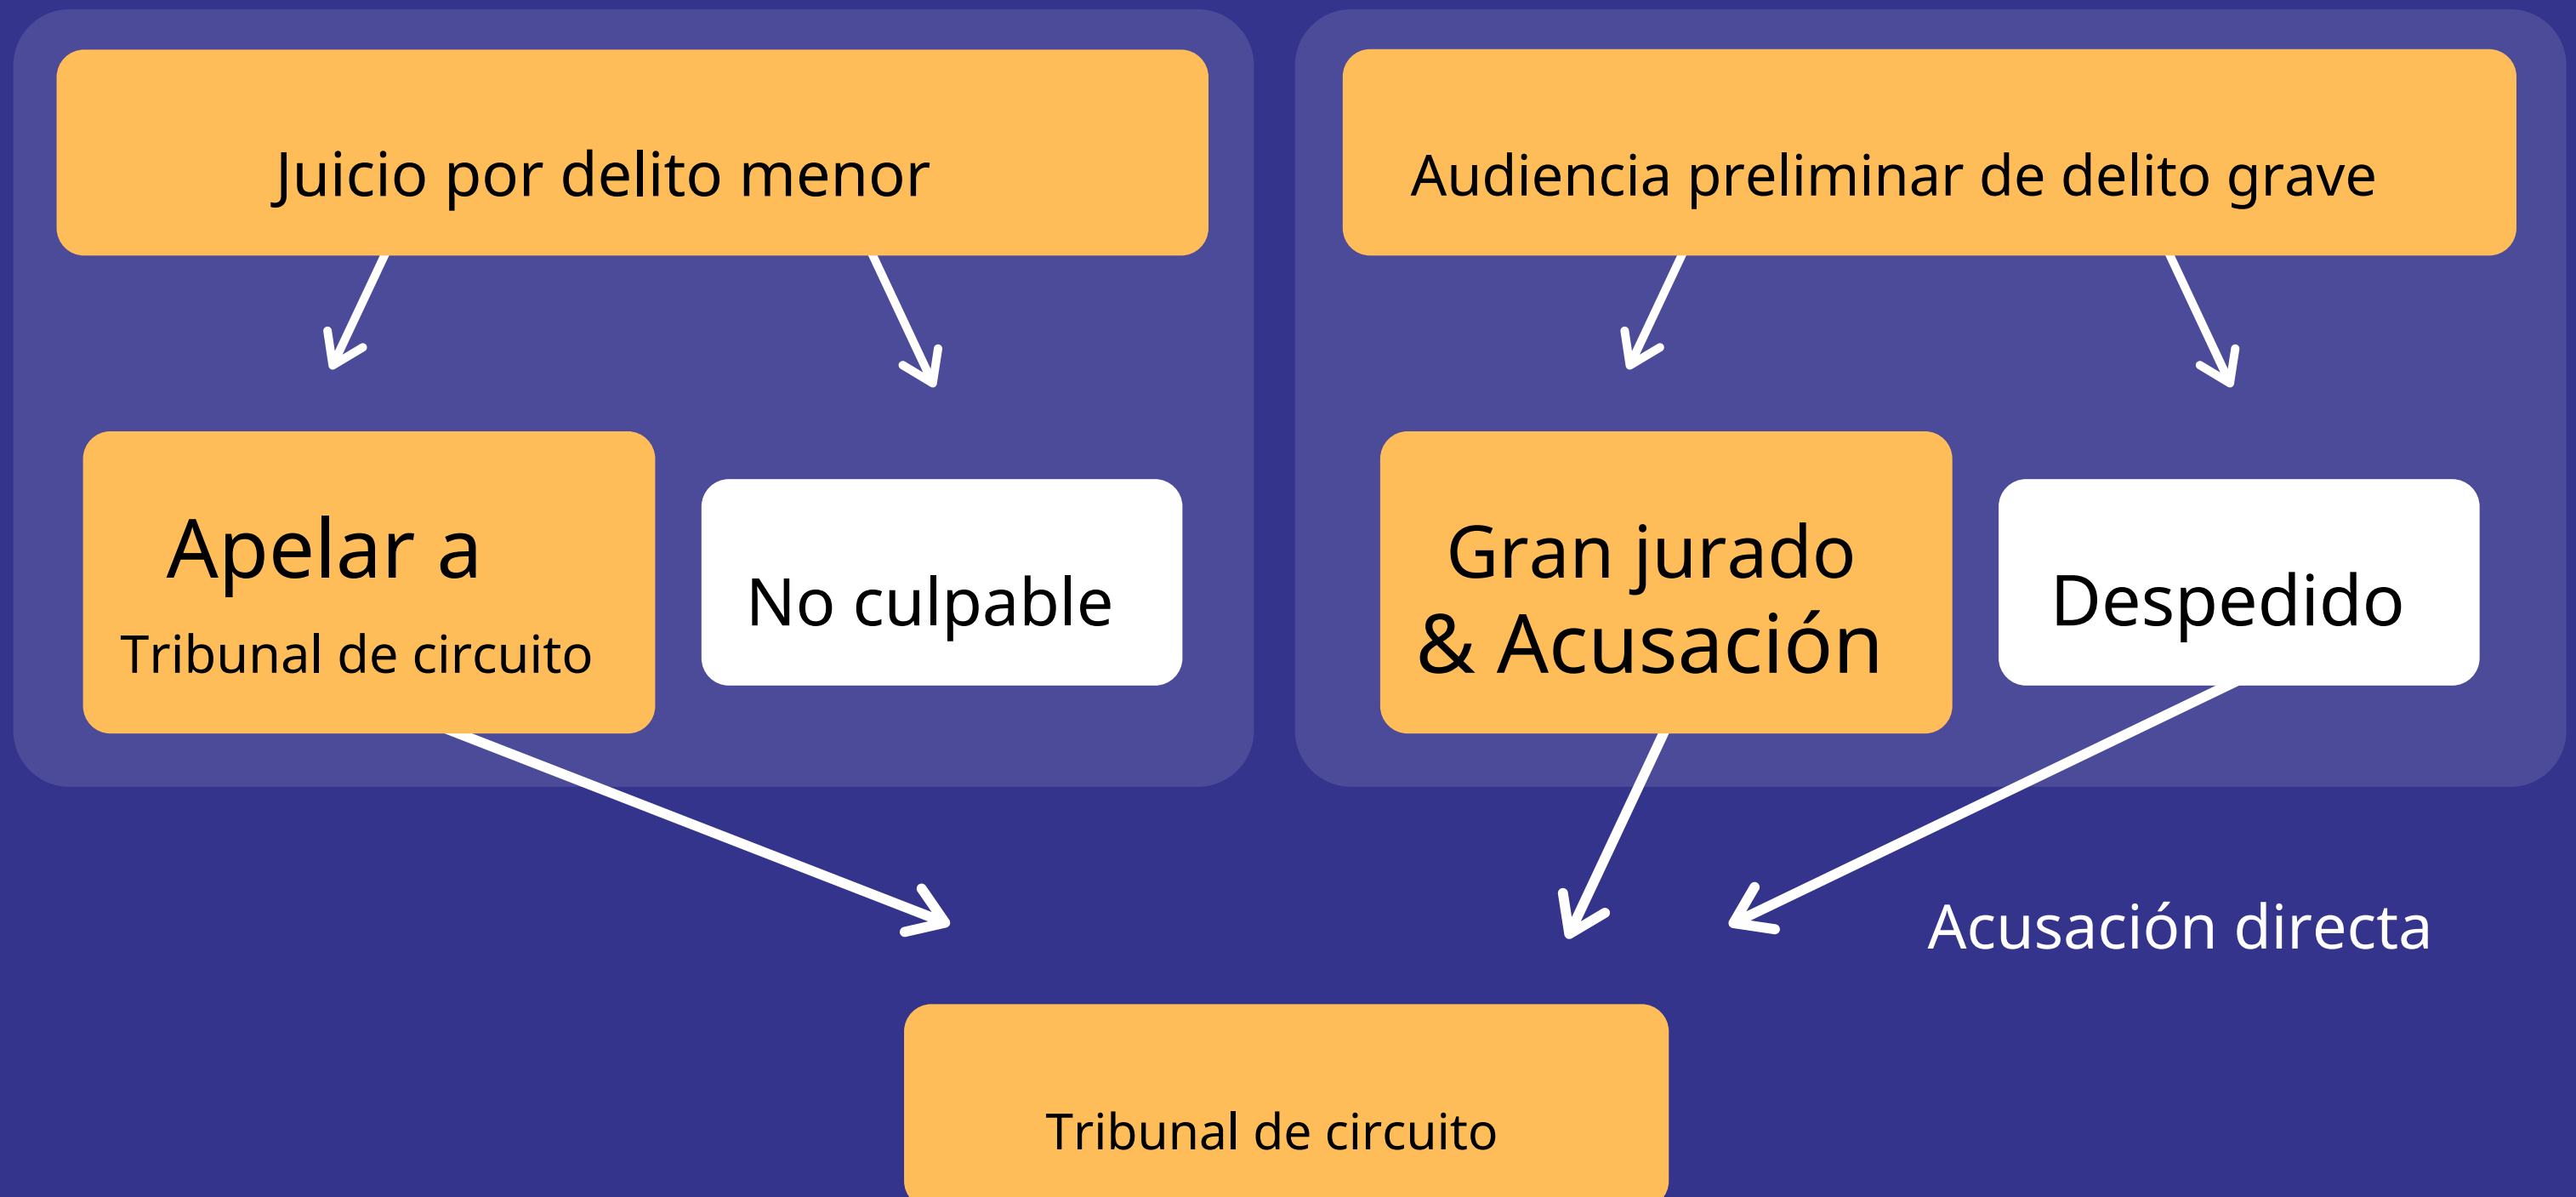 Juicio por delito menor
Audiencia preliminar de delito grave
Apelar a
Tribunal de circuito
No culpable
Gran jurado
& Acusación
Despedido
Acusación directa
Tribunal de circuito